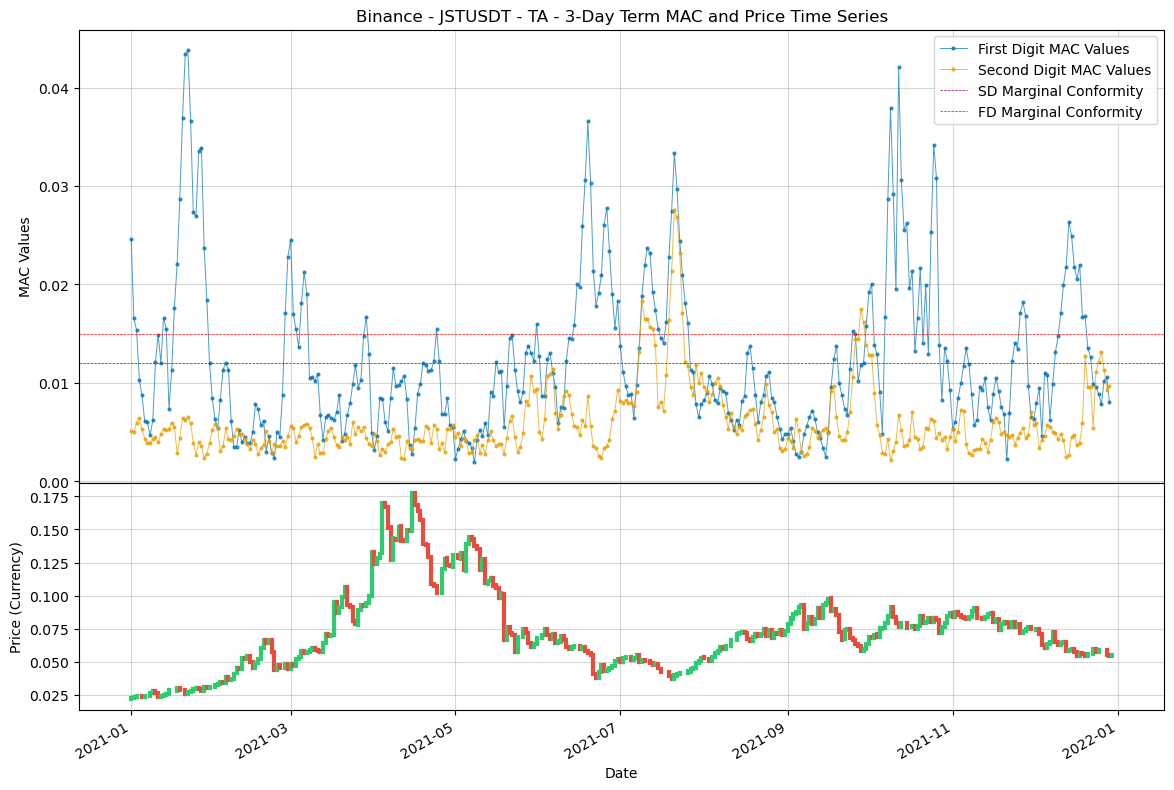 Binance - JSTUSDT - TA - 3-Day Term MAC and Price Time Series
First Digit MAC Values
Second Digit MAC Values
SD Marginal Conformity
FD Marginal Conformity
MAC Values
0.04
0.03
0.02
0.01
0.00
Price (Currency)
0.175
0.150
0.125
0.100
0.075
0.050
0.025
2021-01
2021-03
2021-05
2021-07
2021-09
2021-11
2022-01
Date